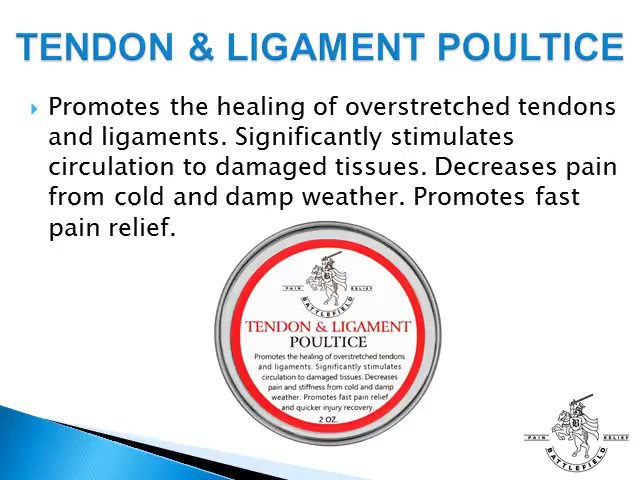 TENDON & LIGAMENT POULTICE
Promotes the healing of overstretched tendons
and ligaments. Significantly stimulates
circulation to damaged tissues. Decreases pain
from cold and damp weather. Promotes fast
pain relief.
PAIN RELIEF
BATTLEFIELD
TENDON & LIGAMENT
POULTICE
Promotes the healing of overstretched tendons
and ligaments. Significantly stimulates
circulation to damaged tissues. Decreases
pain and stiffness from cold and damp
weather. Promotes fast pain relief
and quicker injury recovery.
2 OZ.
B
PAIN RELIEF
BATTLEFIELD